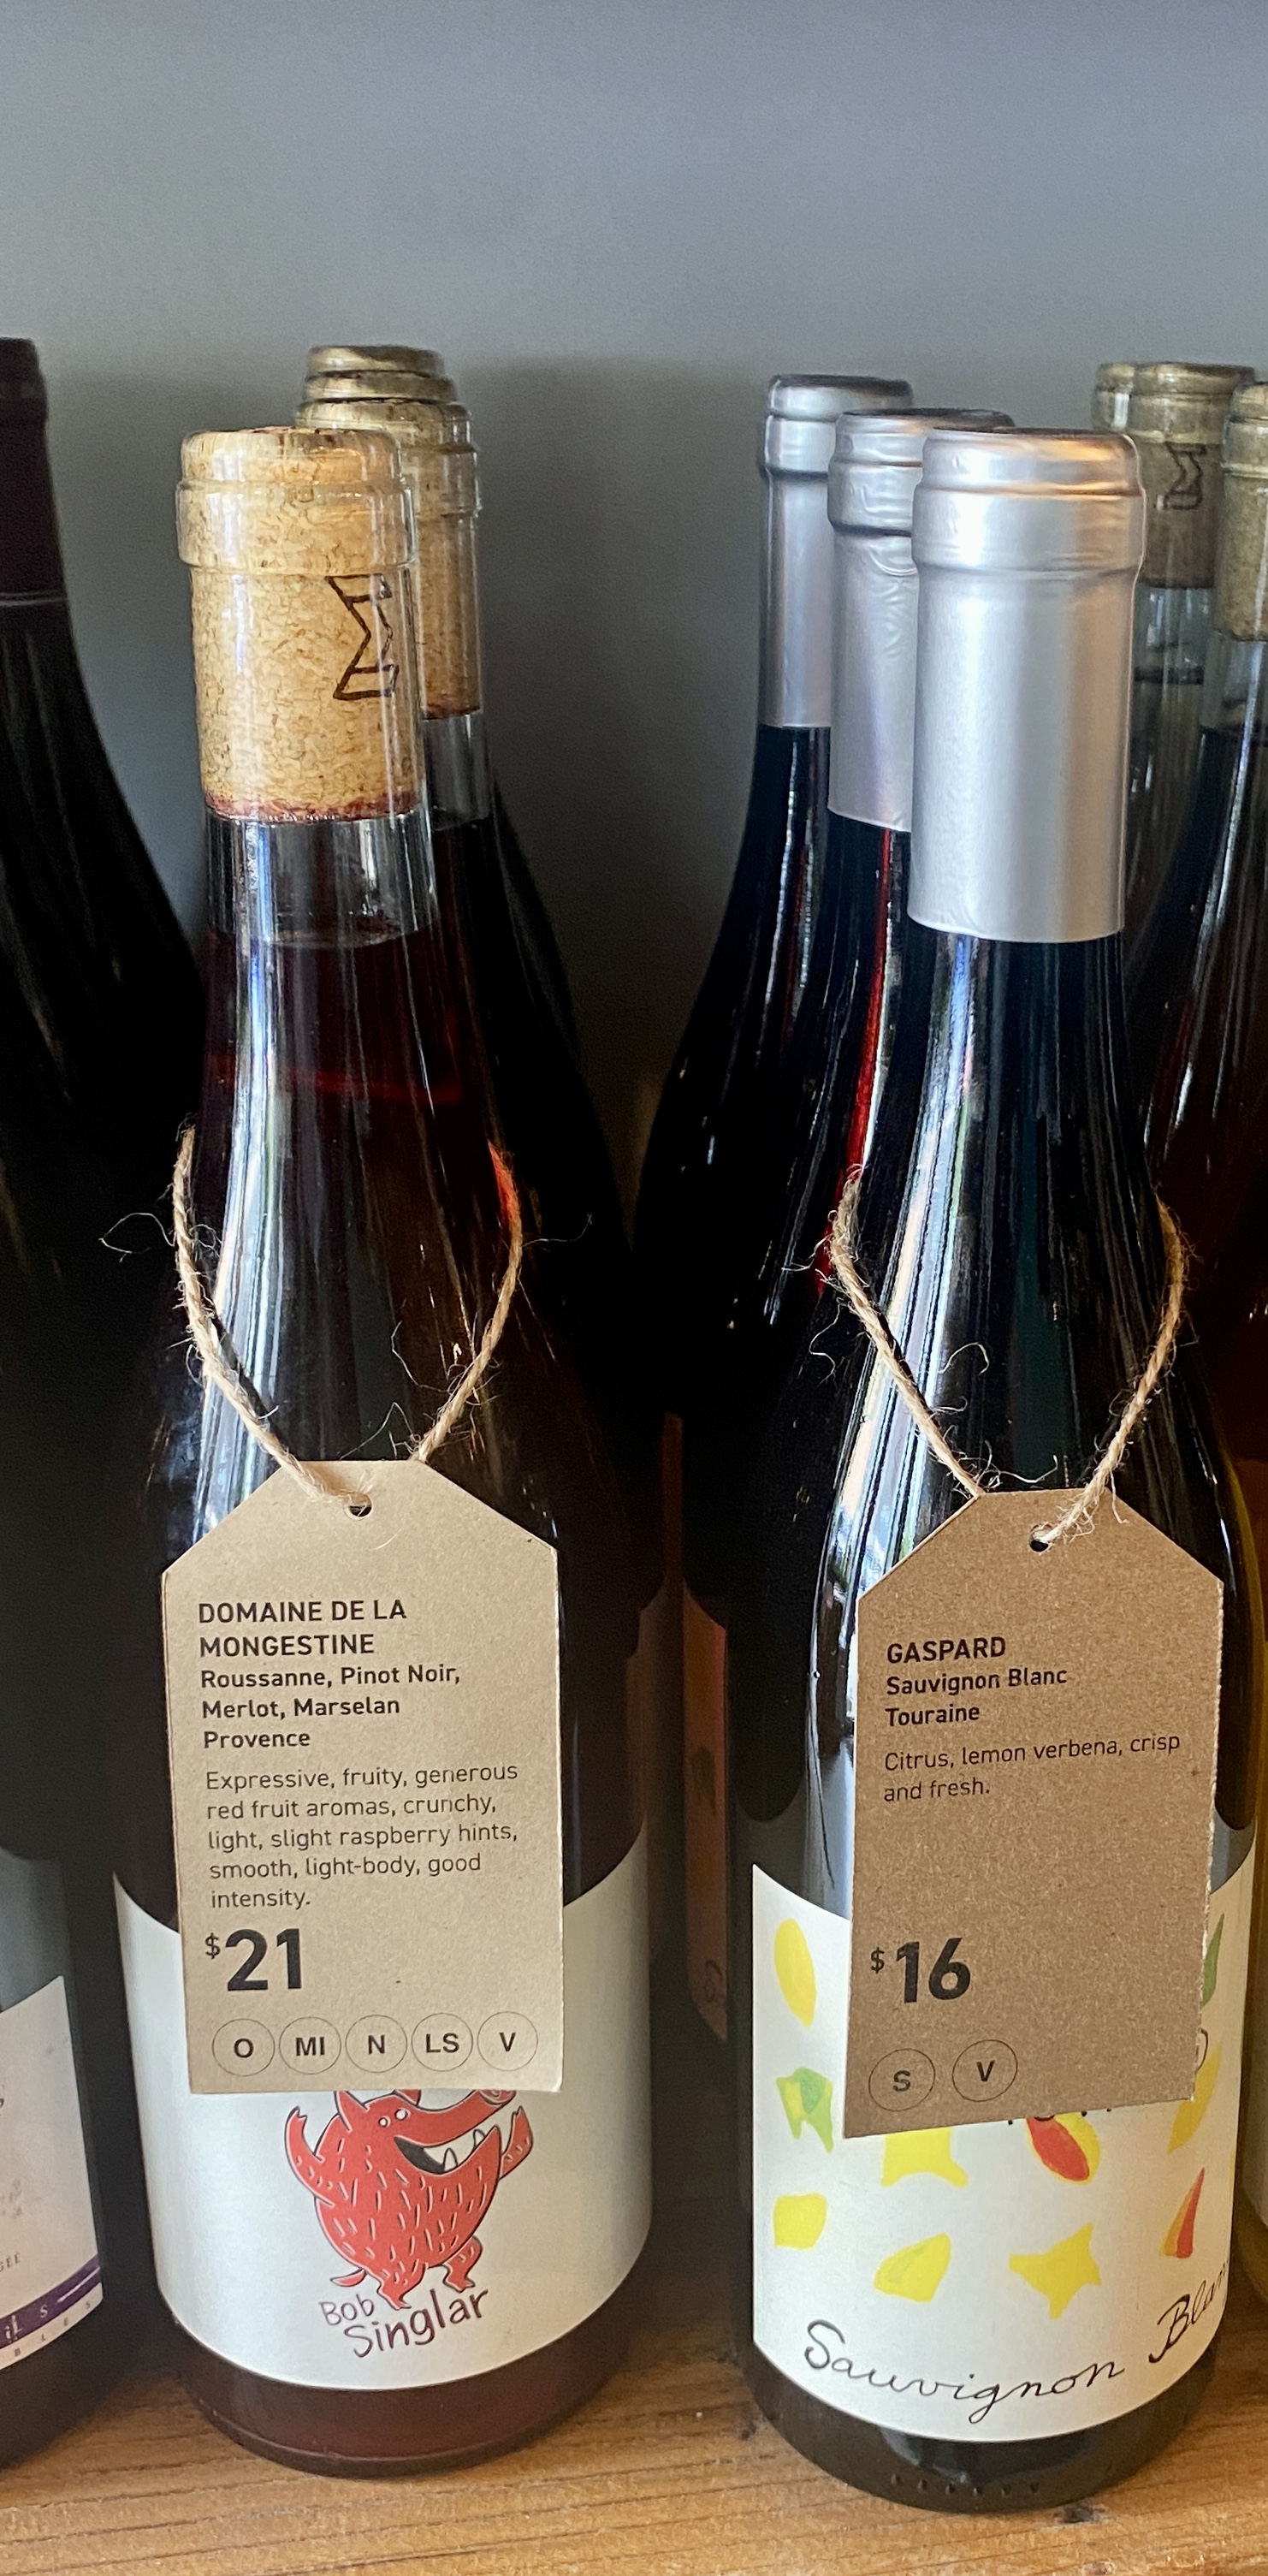 DOMAINE DE LA
MONGESTINE
Roussanne, Pinot Noir,
Merlot, Marselan
Provence
Expressive, fruity, generous
red fruit aromas, crunchy,
light, slight raspberry hints,
smooth, light-body, good
intensity.
$21
O MI N LS V
Bob
Singlar
GASPARD
Sauvignon Blanc
Touraine
Citrus, lemon verbena, crisp
and fresh.
$16
S V
Sauvignon Blan